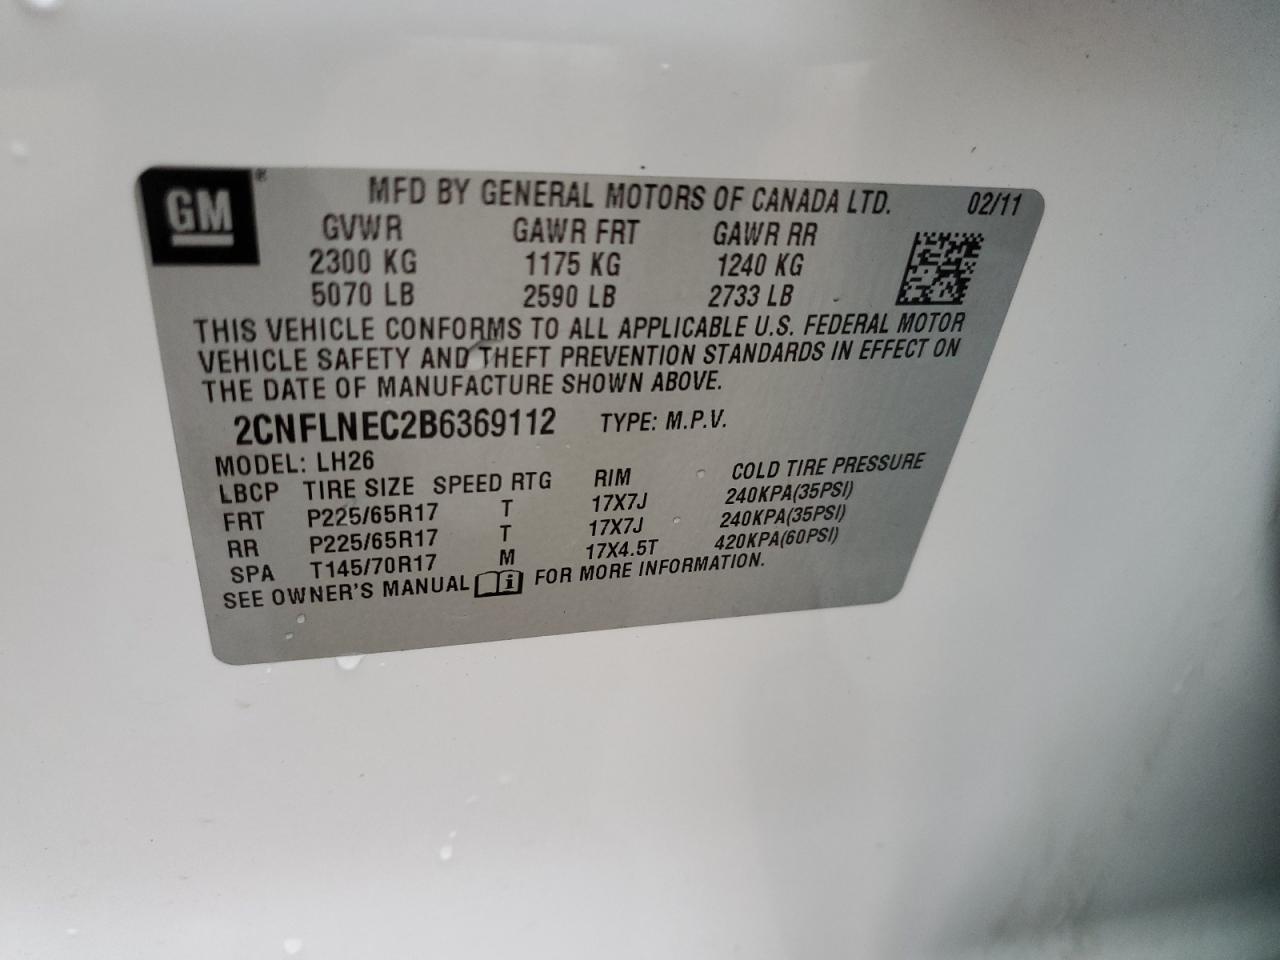 GM ® MFD BY GENERAL MOTORS OF CANADA LTD. 02/11
GVWR GAWR FRT GAWR RR
2300 KG 1175 KG 1240 KG
5070 LB 2590 LB 2733 LB
THIS VEHICLE CONFORMS TO ALL APPLICABLE U.S. FEDERAL MOTOR
VEHICLE SAFETY AND THEFT PREVENTION STANDARDS IN EFFECT ON
THE DATE OF MANUFACTURE SHOWN ABOVE.
2CNFLNEC2B6369112 TYPE: M.P.V.
MODEL: LH26
LBCP TIRE SIZE SPEED RTG RIM COLD TIRE PRESSURE
FRT P225/65R17 T 17X7J 240KPA(35PSI)
RR P225/65R17 T 17X7J 240KPA(35PSI)
SPA T145/70R17 M 17X4.5T 420KPA(60PSI)
SEE OWNER'S MANUAL i FOR MORE INFORMATION.